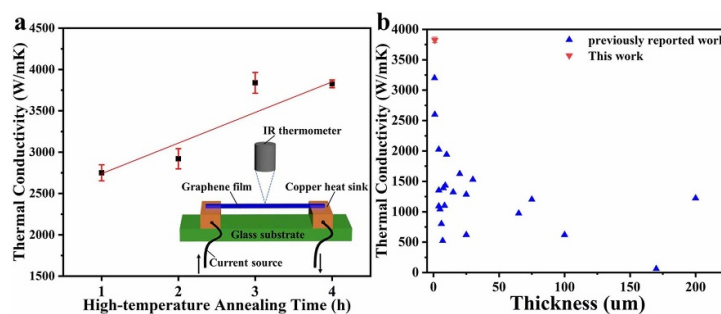 a
Thermal Conductivity (W/mK)
4500
4000
3500
3000
2500
2000
1500
1
2
3
4
High-temperature Annealing Time (h)
IR thermometer
Graphene film
Copper heat sink
Glass substrate
Current source
b
Thermal Conductivity (W/mK)
4000
3500
3000
2500
2000
1500
1000
500
0
0
50
100
150
200
Thickness (um)
previously reported work
This work